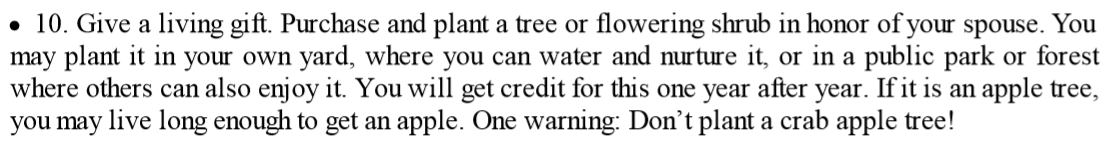 • 10. Give a living gift. Purchase and plant a tree or flowering shrub in honor of your spouse. You
may plant it in your own yard, where you can water and nurture it, or in a public park or forest
where others can also enjoy it. You will get credit for this one year after year. If it is an apple tree,
you may live long enough to get an apple. One warning: Don’t plant a crab apple tree!